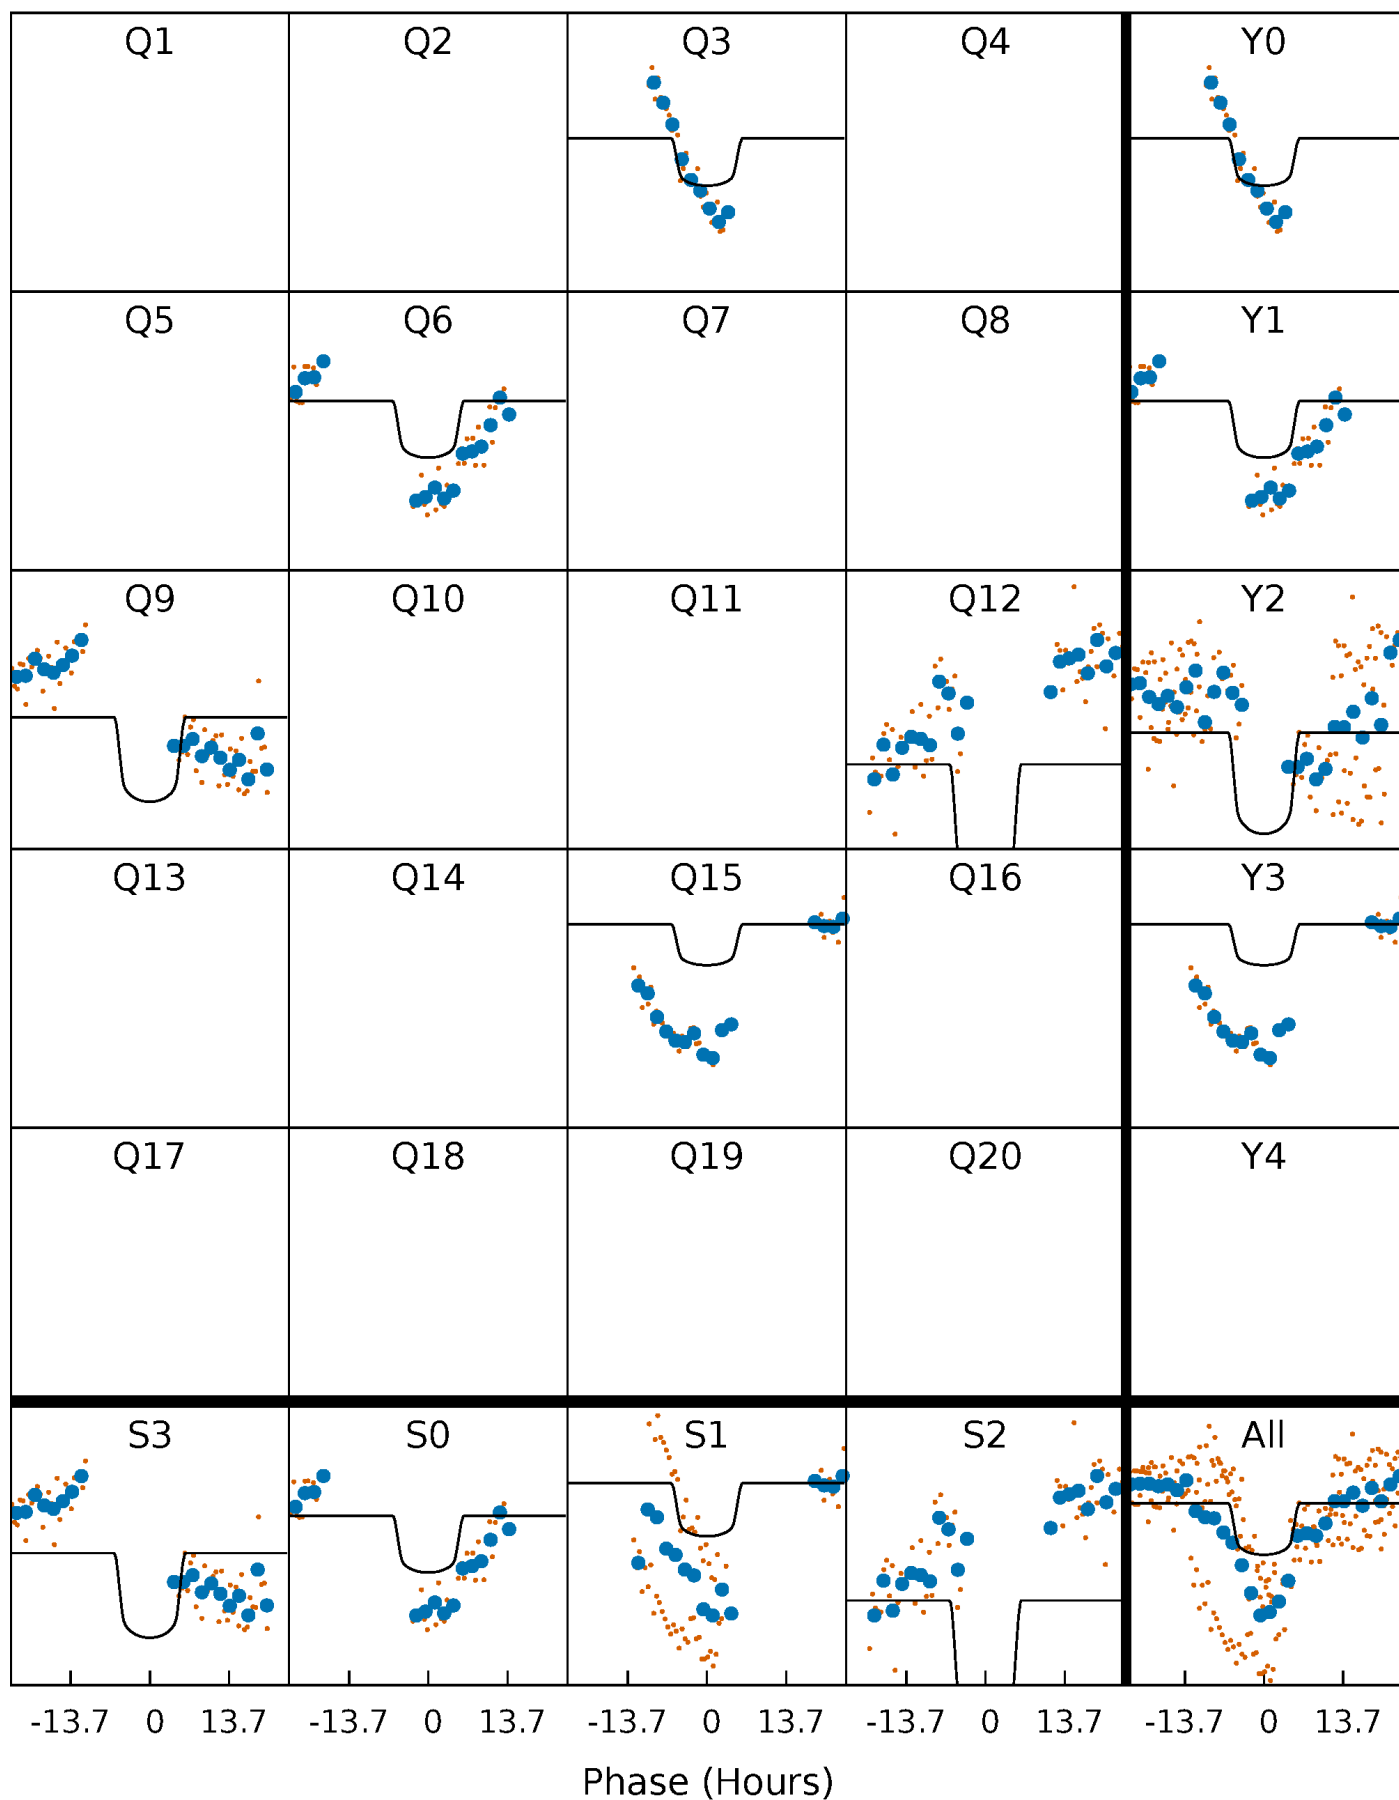 Q1 Q2 Q3 Q4 Y0
Q5 Q6 Q7 Q8 Y1
Q9 Q10 Q11 Q12 Y2
Q13 Q14 Q15 Q16 Y3
Q17 Q18 Q19 Q20 Y4
S3 S0 S1 S2 All
-13.7 0 13.7 -13.7 0 13.7 -13.7 0 13.7 -13.7 0 13.7 -13.7 0 13.7
Phase (Hours)